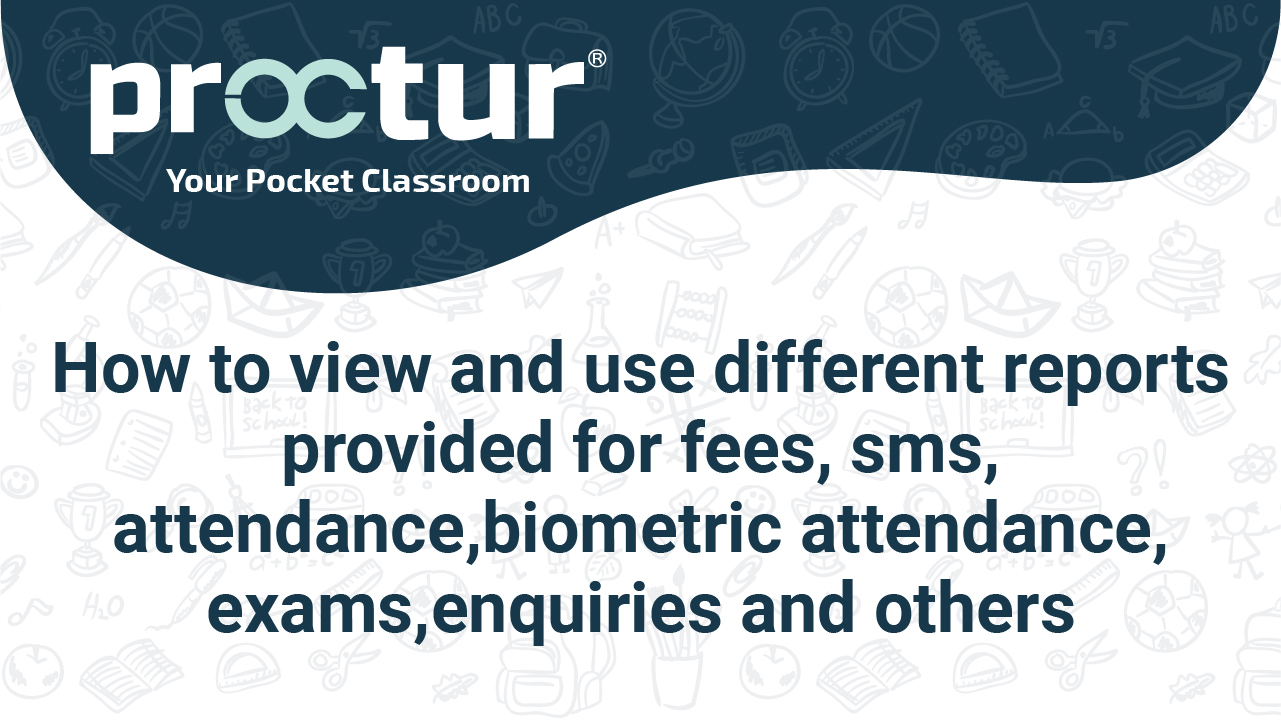 proctur®
Your Pocket Classroom
How to view and use different reports
provided for fees, sms,
attendance,biometric attendance,
exams,enquiries and others